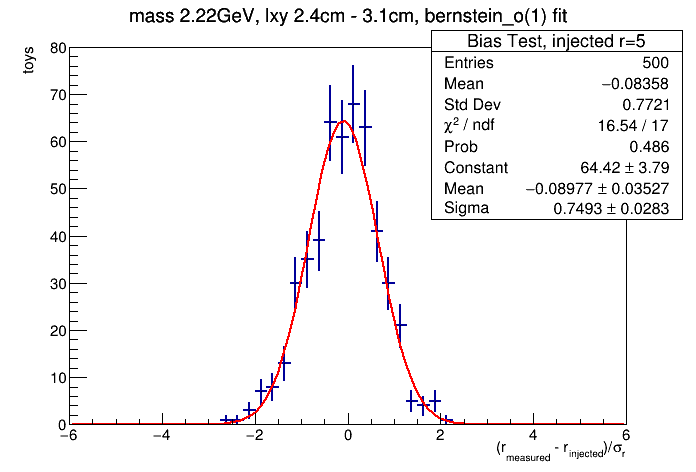 mass 2.22GeV, lxy 2.4cm - 3.1cm, bernstein_o(1) fit
Bias Test, injected r=5
Entries 500
Mean −0.08358
Std Dev 0.7721
χ² / ndf 16.54 / 17
Prob 0.486
Constant 64.42 ± 3.79
Mean −0.08977 ± 0.03527
Sigma 0.7493 ± 0.0283
toys
80
70
60
50
40
30
20
10
0
−6 −4 −2 0 2 4 6
(r_measured - r_injected)/σ_r